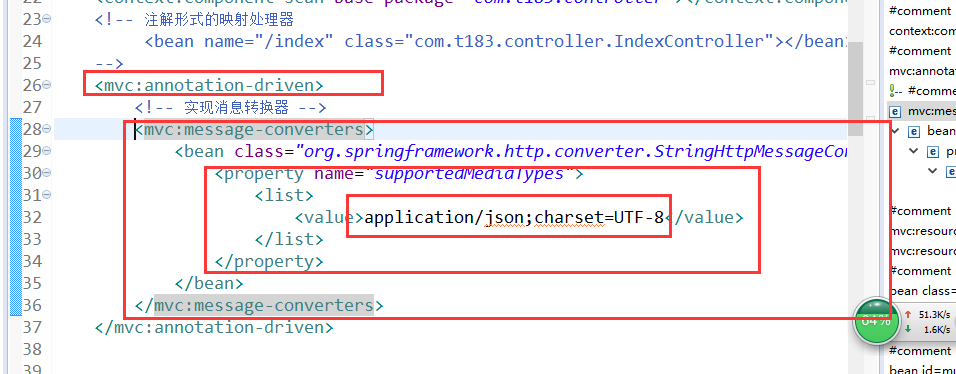 22 <context:component-scan base-package="com.t183.controller"></context:compone
23 <!-- 注解形式的映射处理器
24 <bean name="/index" class="com.t183.controller.IndexController"></bean>
25 -->
26 <mvc:annotation-driven>
27 <!-- 实现消息转换器 -->
28 <mvc:message-converters>
29 <bean class="org.springframework.http.converter.StringHttpMessageCon
30 <property name="supportedMediaTypes">
31 <list>
32 <value>application/json;charset=UTF-8</value>
33 </list>
34 </property>
35 </bean>
36 </mvc:message-converters>
37 </mvc:annotation-driven>
38
39
#comment
context:com
#comment
mvc:annotat
!-- #comme
mvc:mes
bean
pr
#comment
mvc:resour
mvc:resour
#comment
bean class=
64%
51.3K/s
1.6K/s
#comment
bean id=mu